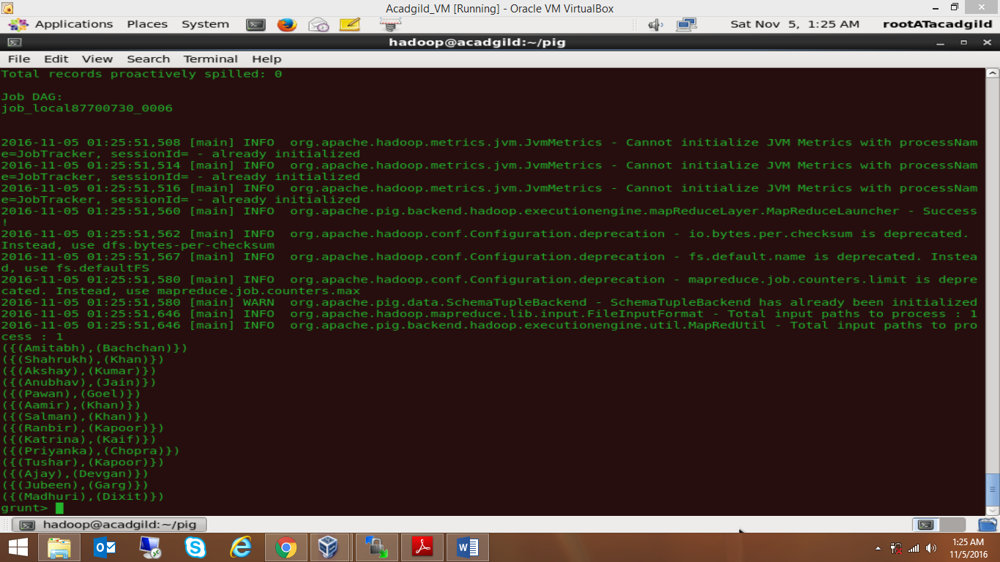 Acadgild_VM [Running] - Oracle VM VirtualBox
Applications Places System Sat Nov 5, 1:25 AM rootATacadgild
hadoop@acadgild:~/pig
File Edit View Search Terminal Help
Total records proactively spilled: 0
Job DAG:
job_local87700730_0006
2016-11-05 01:25:51,508 [main] INFO  org.apache.hadoop.metrics.jvm.JvmMetrics - Cannot initialize JVM Metrics with processNam
e=JobTracker, sessionId= - already initialized
2016-11-05 01:25:51,514 [main] INFO  org.apache.hadoop.metrics.jvm.JvmMetrics - Cannot initialize JVM Metrics with processNam
e=JobTracker, sessionId= - already initialized
2016-11-05 01:25:51,516 [main] INFO  org.apache.hadoop.metrics.jvm.JvmMetrics - Cannot initialize JVM Metrics with processNam
e=JobTracker, sessionId= - already initialized
2016-11-05 01:25:51,560 [main] INFO  org.apache.pig.backend.hadoop.executionengine.mapReduceLayer.MapReduceLauncher - Success
!
2016-11-05 01:25:51,562 [main] INFO  org.apache.hadoop.conf.Configuration.deprecation - io.bytes.per.checksum is deprecated.
Instead, use dfs.bytes-per-checksum
2016-11-05 01:25:51,567 [main] INFO  org.apache.hadoop.conf.Configuration.deprecation - fs.default.name is deprecated. Instea
d, use fs.defaultFS
2016-11-05 01:25:51,580 [main] INFO  org.apache.hadoop.conf.Configuration.deprecation - mapreduce.job.counters.limit is depre
cated. Instead, use mapreduce.job.counters.max
2016-11-05 01:25:51,580 [main] WARN  org.apache.pig.data.SchemaTupleBackend - SchemaTupleBackend has already been initialized
2016-11-05 01:25:51,646 [main] INFO  org.apache.hadoop.mapreduce.lib.input.FileInputFormat - Total input paths to process : 1
2016-11-05 01:25:51,646 [main] INFO  org.apache.pig.backend.hadoop.executionengine.util.MapRedUtil - Total input paths to pro
cess : 1
({(Amitabh),(Bachchan)})
({(Shahrukh),(Khan)})
({(Akshay),(Kumar)})
({(Anubhav),(Jain)})
({(Pawan),(Goel)})
({(Aamir),(Khan)})
({(Salman),(Khan)})
({(Ranbir),(Kapoor)})
({(Katrina),(Kaif)})
({(Priyanka),(Chopra)})
({(Tushar),(Kapoor)})
({(Ajay),(Devgan)})
({(Jubeen),(Garg)})
({(Madhuri),(Dixit)})
grunt>
hadoop@acadgild:~/pig
1:25 AM
11/5/2016